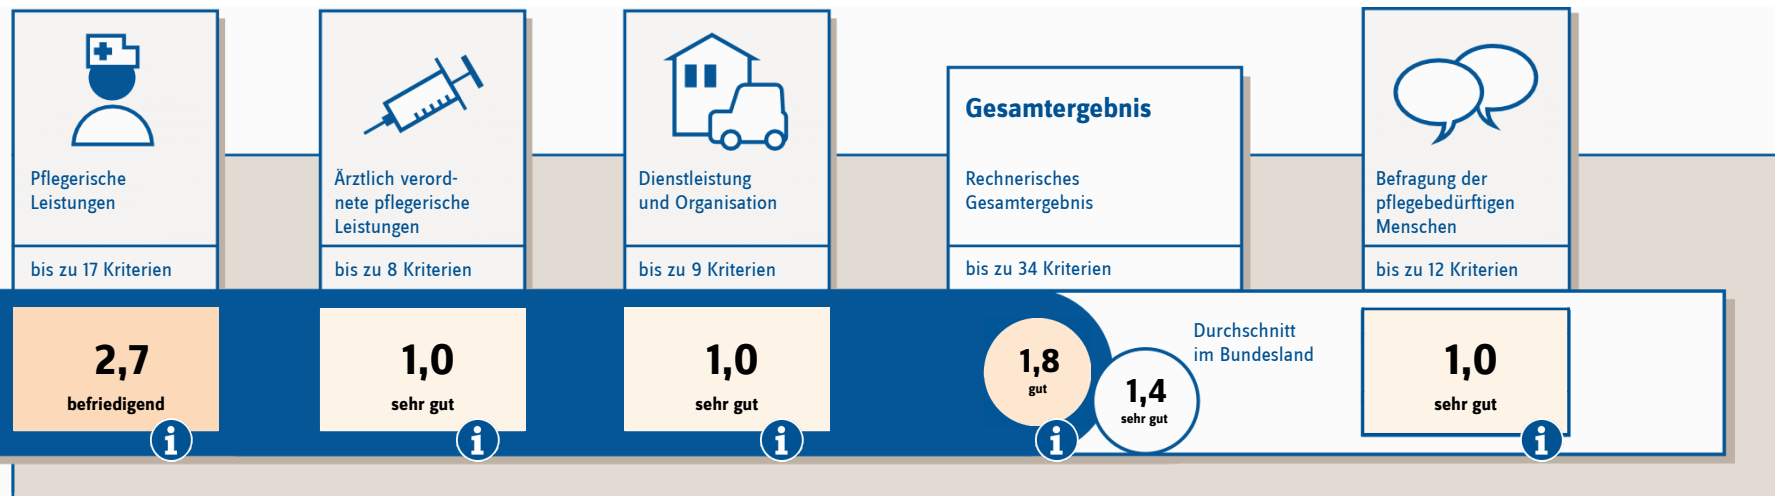 Pflegerische
Leistungen
bis zu 17 Kriterien
2,7
befriedigend
i
Ärztlich verord-
nete pflegerische
Leistungen
bis zu 8 Kriterien
1,0
sehr gut
i
Dienstleistung
und Organisation
bis zu 9 Kriterien
1,0
sehr gut
i
Gesamtergebnis
Rechnerisches
Gesamtergebnis
bis zu 34 Kriterien
1,8
gut
i
Durchschnitt
im Bundesland
1,4
sehr gut
Befragung der
pflegebedürftigen
Menschen
bis zu 12 Kriterien
1,0
sehr gut
i